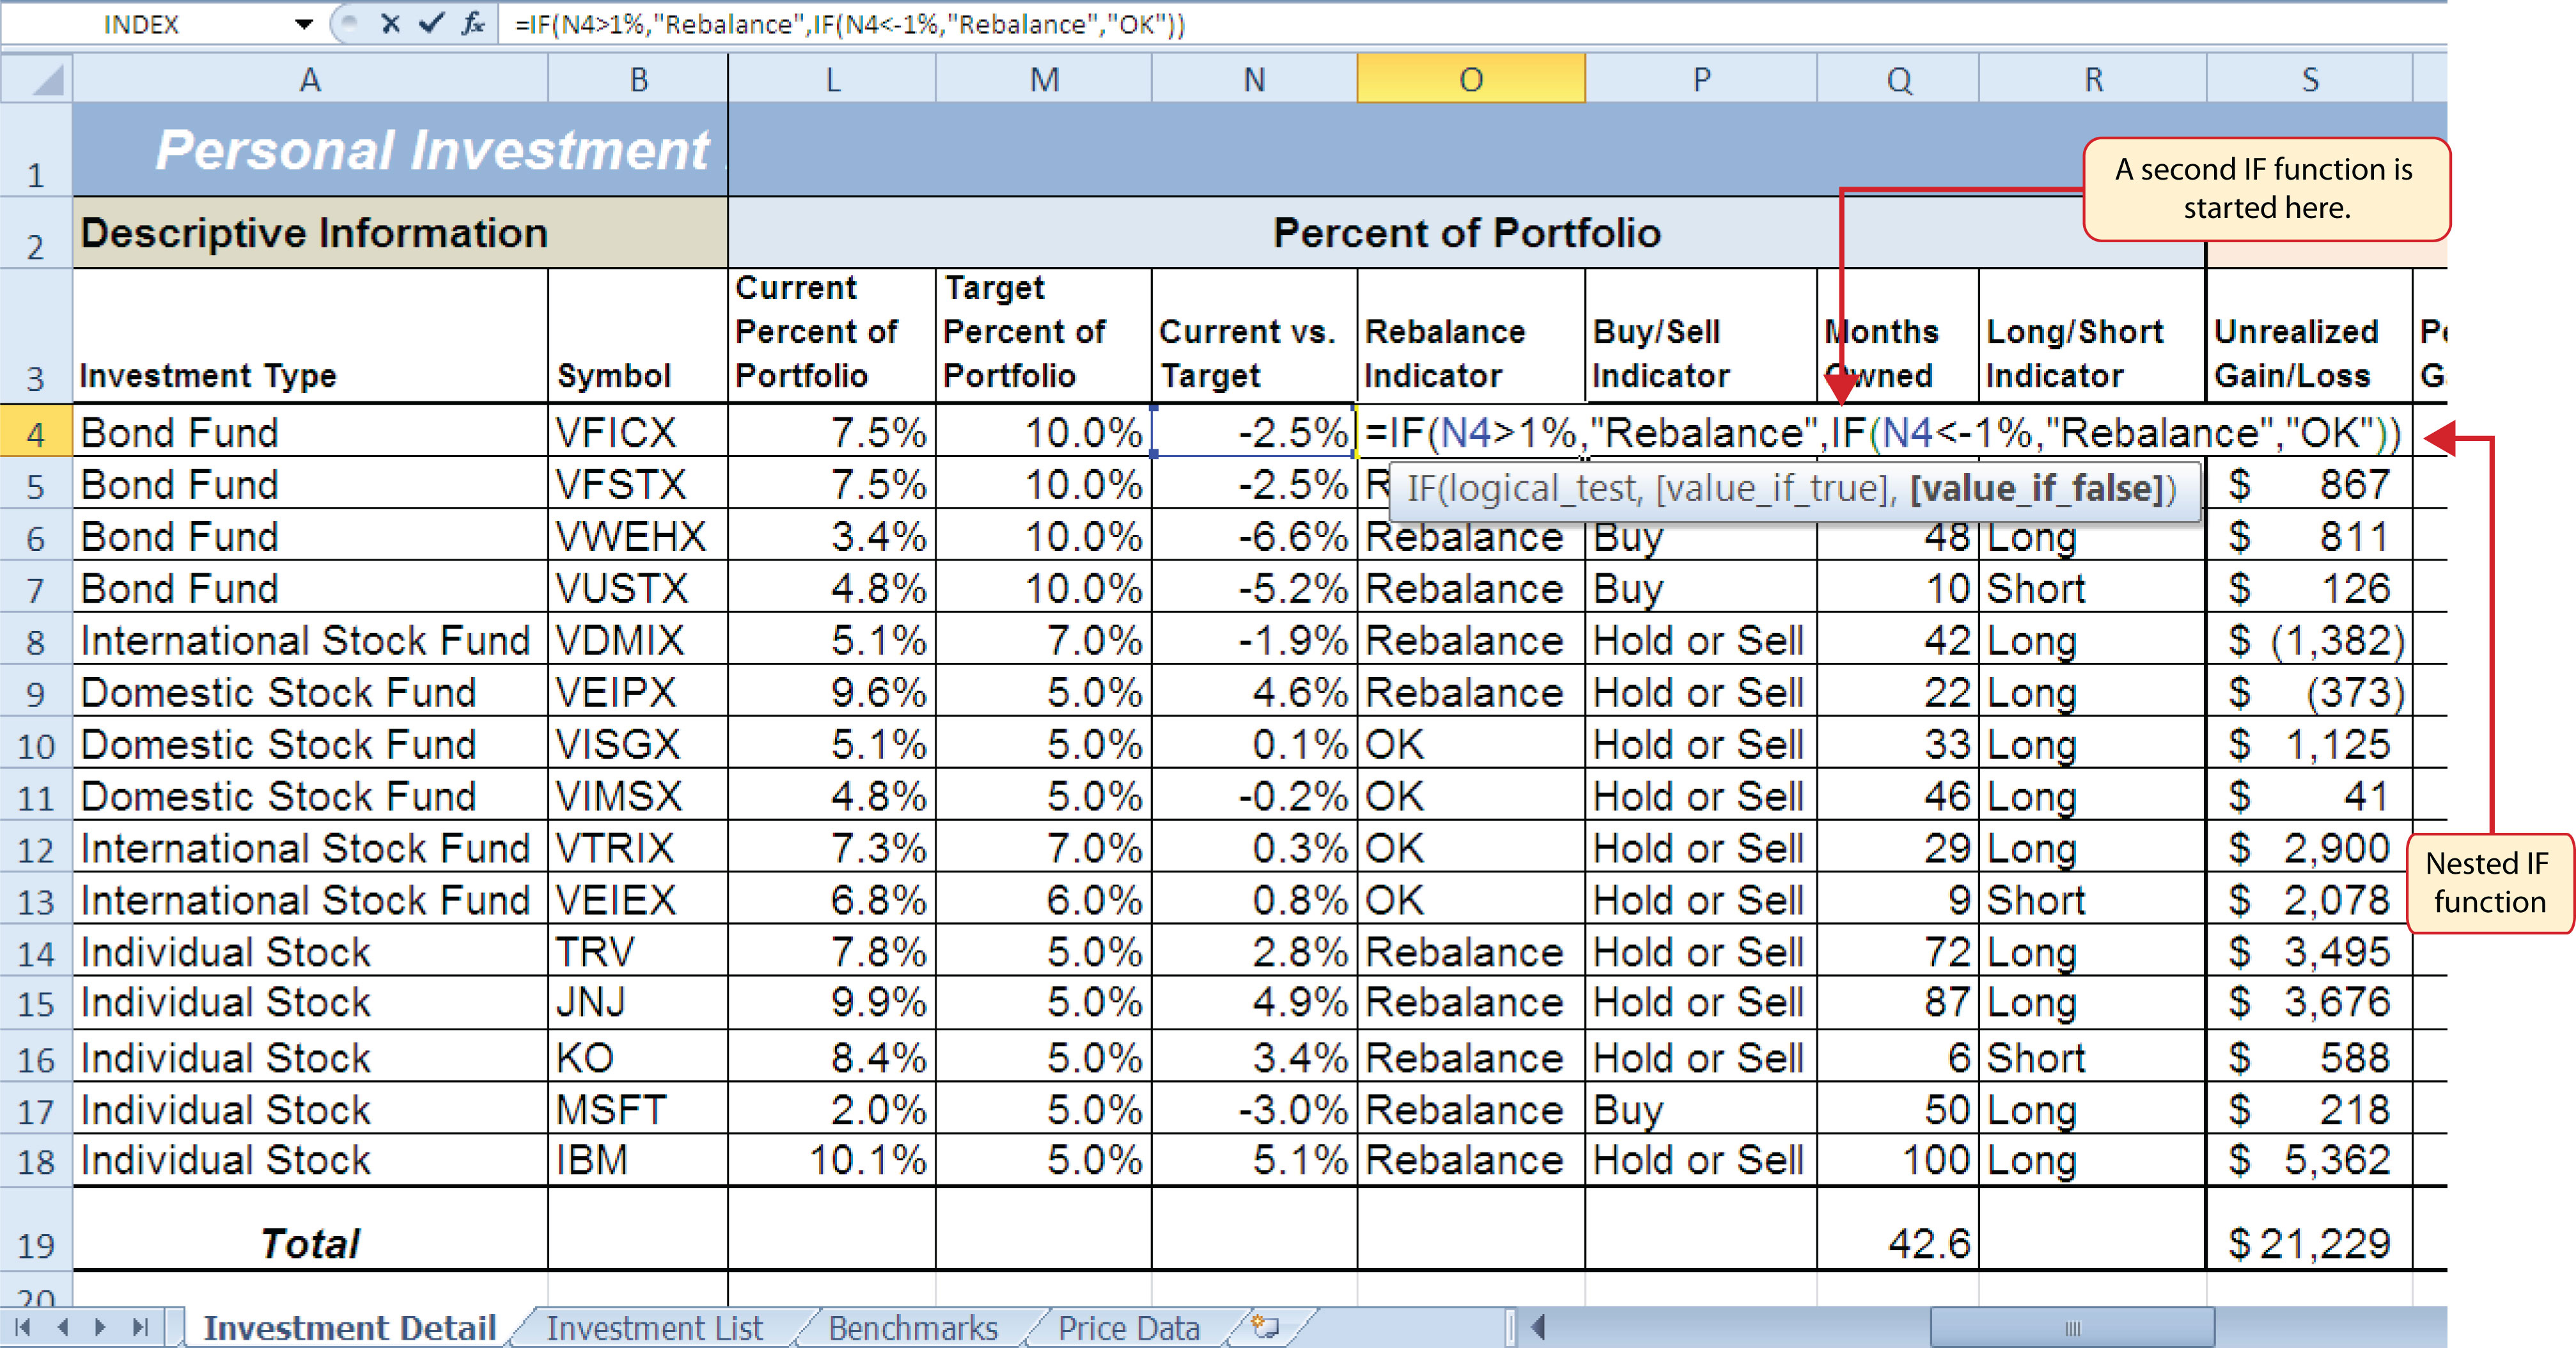 INDEX =IF(N4>1%,"Rebalance",IF(N4<-1%,"Rebalance","OK"))
A B L M N O P Q R S
1 Personal Investment
A second IF function is
started here.
2 Descriptive Information Percent of Portfolio
3 Investment Type Symbol Current Percent of Portfolio Target Percent of Portfolio Current vs. Target Rebalance Indicator Buy/Sell Indicator Months Owned Long/Short Indicator Unrealized Gain/Loss
4 Bond Fund VFICX 7.5% 10.0% -2.5% =IF(N4>1%,"Rebalance",IF(N4<-1%,"Rebalance","OK"))
5 Bond Fund VFSTX 7.5% 10.0% -2.5% R $ 867
IF(logical_test, [value_if_true], [value_if_false])
6 Bond Fund VWEHX 3.4% 10.0% -6.6% Rebalance Buy 48 Long $ 811
7 Bond Fund VUSTX 4.8% 10.0% -5.2% Rebalance Buy 10 Short $ 126
8 International Stock Fund VDMIX 5.1% 7.0% -1.9% Rebalance Hold or Sell 42 Long $ (1,382)
9 Domestic Stock Fund VEIPX 9.6% 5.0% 4.6% Rebalance Hold or Sell 22 Long $ (373)
10 Domestic Stock Fund VISGX 5.1% 5.0% 0.1% OK Hold or Sell 33 Long $ 1,125
11 Domestic Stock Fund VIMSX 4.8% 5.0% -0.2% OK Hold or Sell 46 Long $ 41
12 International Stock Fund VTRIX 7.3% 7.0% 0.3% OK Hold or Sell 29 Long $ 2,900
13 International Stock Fund VEIEX 6.8% 6.0% 0.8% OK Hold or Sell 9 Short $ 2,078
Nested IF
function
14 Individual Stock TRV 7.8% 5.0% 2.8% Rebalance Hold or Sell 72 Long $ 3,495
15 Individual Stock JNJ 9.9% 5.0% 4.9% Rebalance Hold or Sell 87 Long $ 3,676
16 Individual Stock KO 8.4% 5.0% 3.4% Rebalance Hold or Sell 6 Short $ 588
17 Individual Stock MSFT 2.0% 5.0% -3.0% Rebalance Buy 50 Long $ 218
18 Individual Stock IBM 10.1% 5.0% 5.1% Rebalance Hold or Sell 100 Long $ 5,362
19 Total 42.6 $ 21,229
20
Investment Detail Investment List Benchmarks Price Data